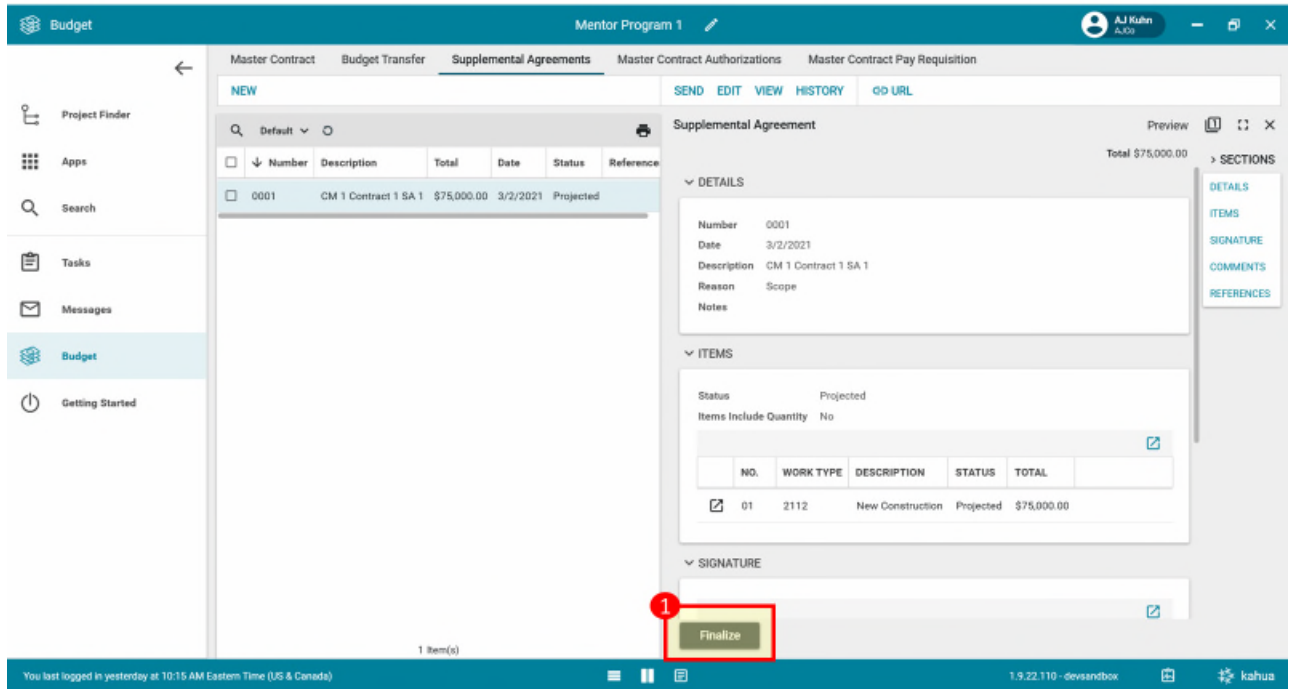 Budget
Mentor Program 1
AJ Kuhn
AJCo
Project Finder
Apps
Search
Tasks
Messages
Budget
Getting Started
Master Contract Budget Transfer Supplemental Agreements Master Contract Authorizations Master Contract Pay Requisition
NEW
Default
Number Description Total Date Status Reference
0001 CM 1 Contract 1 SA 1 $75,000.00 3/2/2021 Projected
1 Item(s)
SEND EDIT VIEW HISTORY URL
Supplemental Agreement
Preview
Total $75,000.00
DETAILS
Number 0001
Date 3/2/2021
Description CM 1 Contract 1 SA 1
Reason Scope
Notes
ITEMS
Status Projected
Items Include Quantity No
NO. WORK TYPE DESCRIPTION STATUS TOTAL
01 2112 New Construction Projected $75,000.00
SIGNATURE
1
Finalize
> SECTIONS
DETAILS
ITEMS
SIGNATURE
COMMENTS
REFERENCES
You last logged in yesterday at 10:15 AM Eastern Time (US & Canada)
1.9.22.110 - devsandbox
kahua